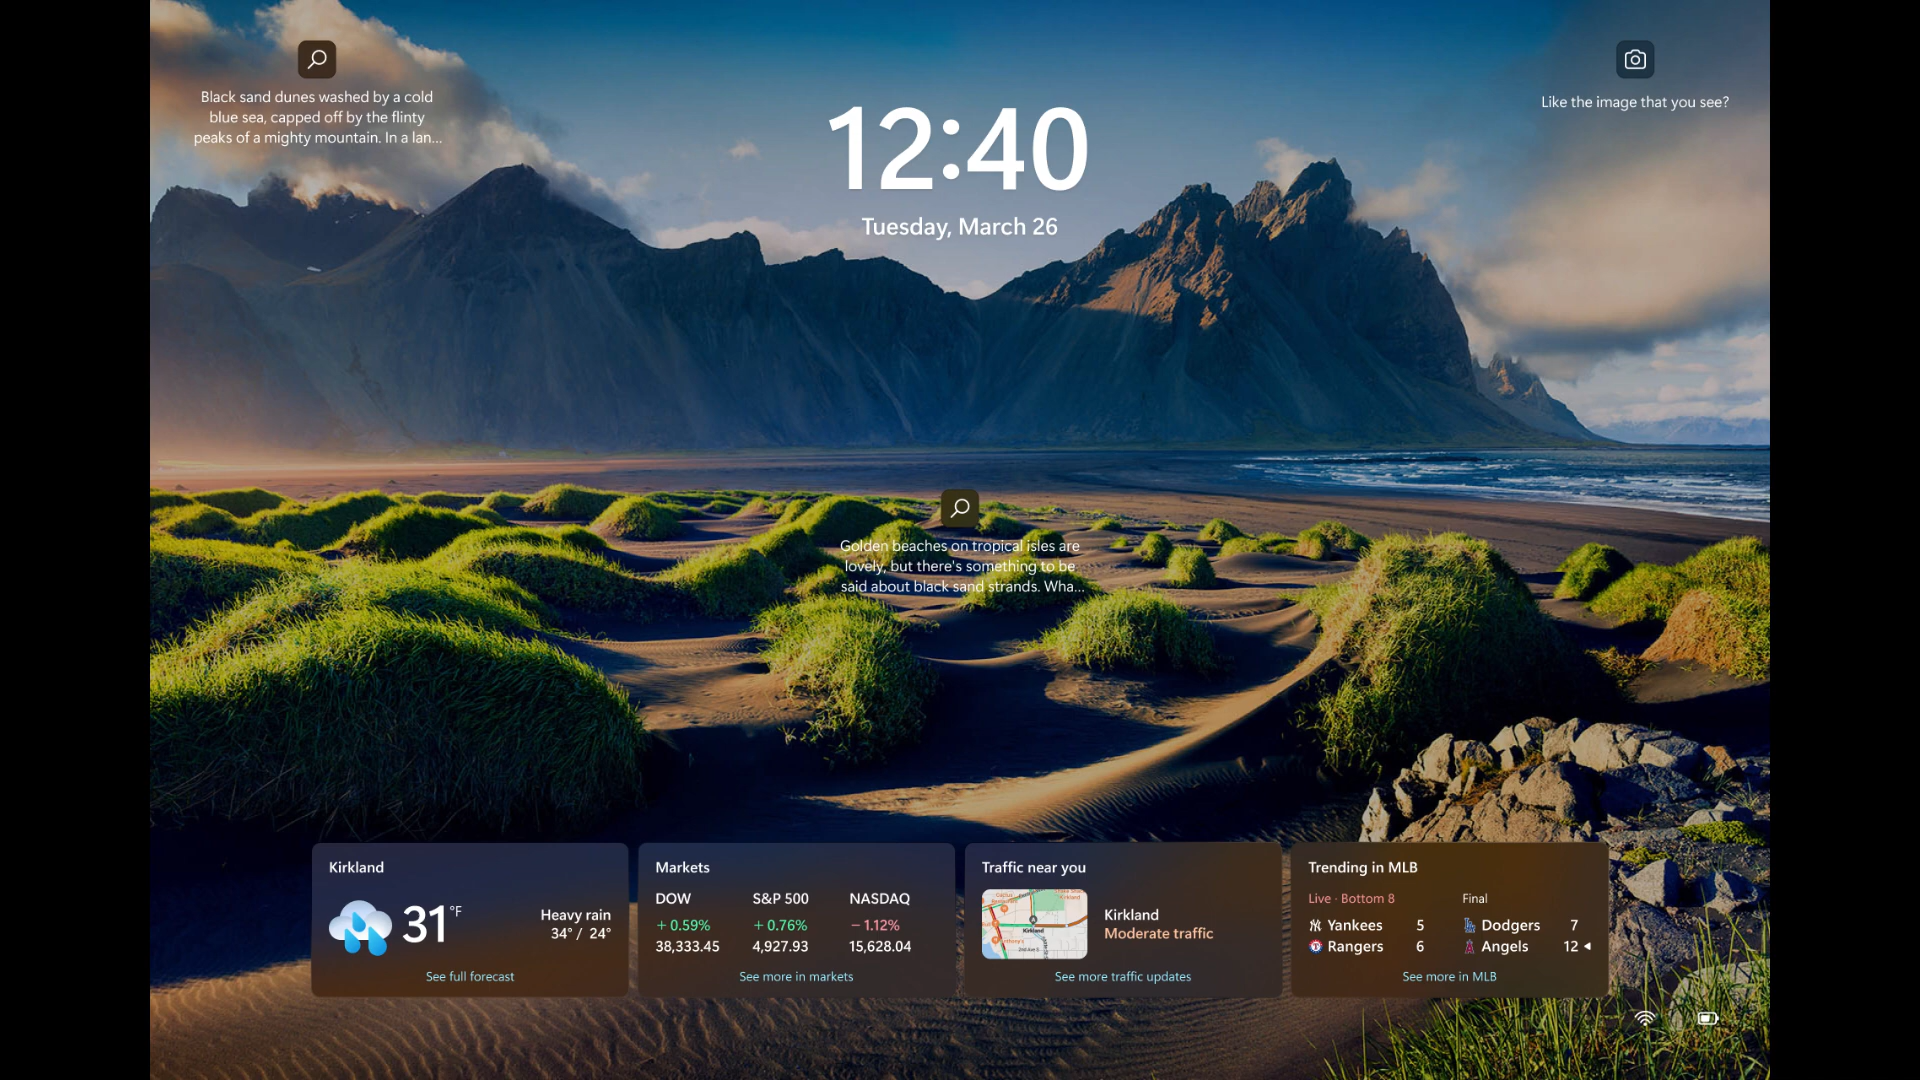 Black sand dunes washed by a cold
blue sea, capped off by the flinty
peaks of a mighty mountain. In a lan...
Like the image that you see?
12:40
Tuesday, March 26
Golden beaches on tropical isles are
lovely, but there's something to be
said about black sand strands. Wha...
Kirkland
31°F
Heavy rain
34° / 24°
See full forecast
Markets
DOW S&P 500 NASDAQ
+ 0.59% + 0.76% − 1.12%
38,333.45 4,927.93 15,628.04
See more in markets
Traffic near you
Kirkland
Kirkland
Moderate traffic
See more traffic updates
Trending in MLB
Live · Bottom 8 Final
Yankees 5 Dodgers 7
Rangers 6 Angels 12
See more in MLB